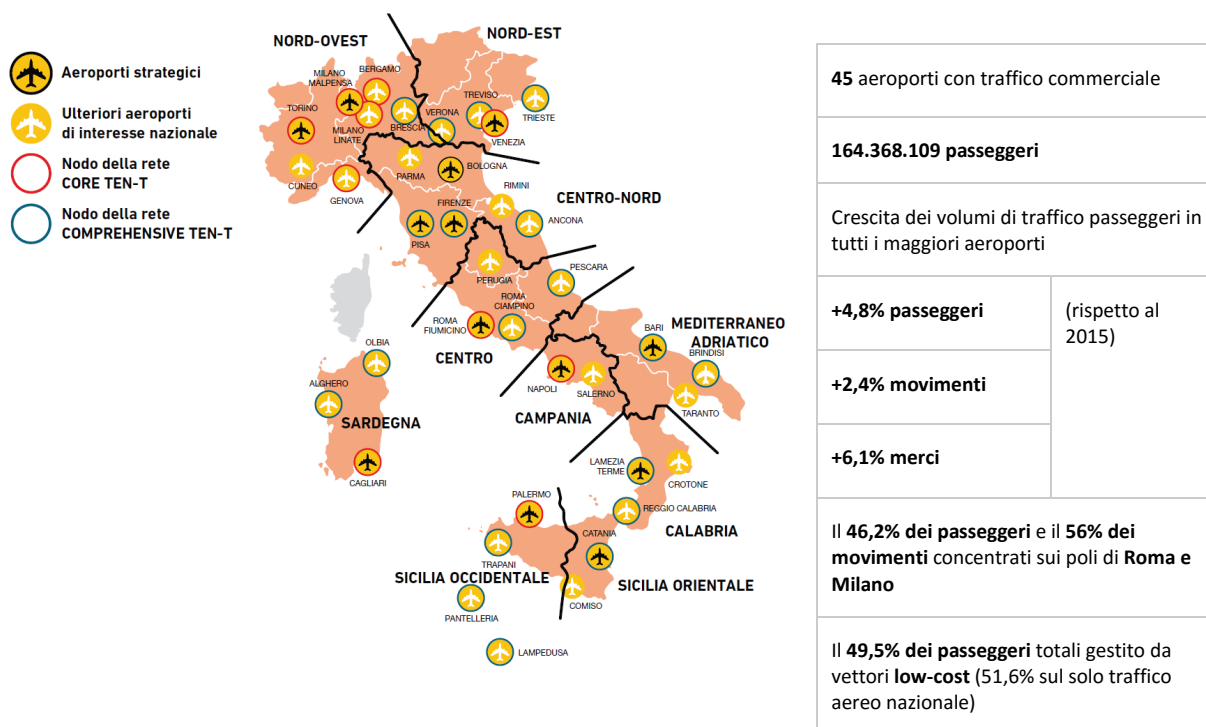 Aeroporti strategici
Ulteriori aeroporti
di interesse nazionale
Nodo della rete
CORE TEN-T
Nodo della rete
COMPREHENSIVE TEN-T
NORD-OVEST
NORD-EST
MILANO
MALPENSA
BERGAMO
TORINO
MILANO
LINATE
BRESCIA
VERONA
TREVISO
TRIESTE
VENEZIA
CUNEO
GENOVA
PARMA
BOLOGNA
RIMINI
CENTRO-NORD
FIRENZE
PISA
ANCONA
PERUGIA
PESCARA
ROMA
CIAMPINO
ROMA
FIUMICINO
CENTRO
MEDITERRANEO
ADRIATICO
BARI
BRINDISI
OLBIA
ALGHERO
SARDEGNA
CAGLIARI
NAPOLI
SALERNO
TARANTO
CAMPANIA
LAMEZIA
TERME
CROTONE
REGGIO CALABRIA
CALABRIA
PALERMO
CATANIA
TRAPANI
SICILIA OCCIDENTALE
SICILIA ORIENTALE
COMISO
PANTELLERIA
LAMPEDUSA
45 aeroporti con traffico commerciale
164.368.109 passeggeri
Crescita dei volumi di traffico passeggeri in
tutti i maggiori aeroporti
+4,8% passeggeri
(rispetto al
2015)
+2,4% movimenti
+6,1% merci
Il 46,2% dei passeggeri e il 56% dei
movimenti concentrati sui poli di Roma e
Milano
Il 49,5% dei passeggeri totali gestito da
vettori low-cost (51,6% sul solo traffico
aereo nazionale)